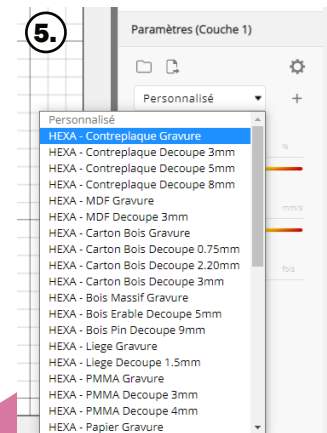 5.
Paramètres (Couche 1)
Personnalisé
Personnalisé
%
HEXA - Contreplaque Gravure
HEXA - Contreplaque Decoupe 3mm
HEXA - Contreplaque Decoupe 5mm
HEXA - Contreplaque Decoupe 8mm
HEXA - MDF Gravure
mm/s
HEXA - MDF Decoupe 3mm
HEXA - Carton Bois Gravure
HEXA - Carton Bois Decoupe 0.75mm
HEXA - Carton Bois Decoupe 2.20mm
fois
HEXA - Carton Bois Decoupe 3mm
HEXA - Bois Massif Gravure
HEXA - Bois Erable Decoupe 5mm
HEXA - Bois Pin Decoupe 9mm
HEXA - Liege Gravure
HEXA - Liege Decoupe 1.5mm
HEXA - PMMA Gravure
HEXA - PMMA Decoupe 3mm
HEXA - PMMA Decoupe 4mm
HEXA - Papier Gravure